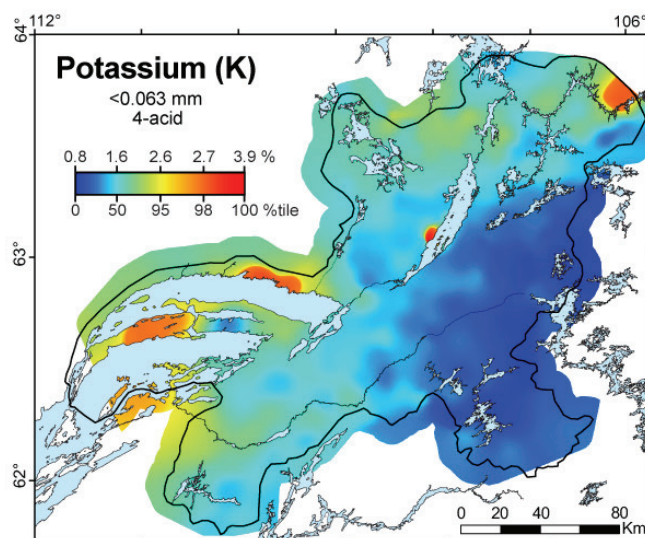 112°
106°
64°
Potassium (K)
<0.063 mm
4-acid
0.8 1.6 2.6 2.7 3.9 %
0 50 95 98 100 %tile
63°
62°
0 20 40 60 80
Km